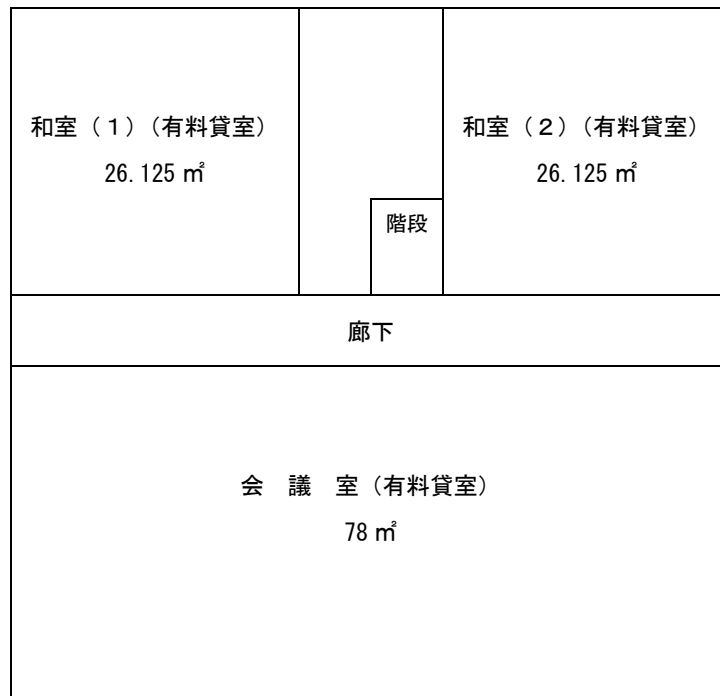 和室（１）（有料貸室）
26.125 ㎡
和室（２）（有料貸室）
26.125 ㎡
階段
廊下
会　議　室（有料貸室）
78 ㎡